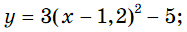 y = 3(x − 1,2)² − 5;